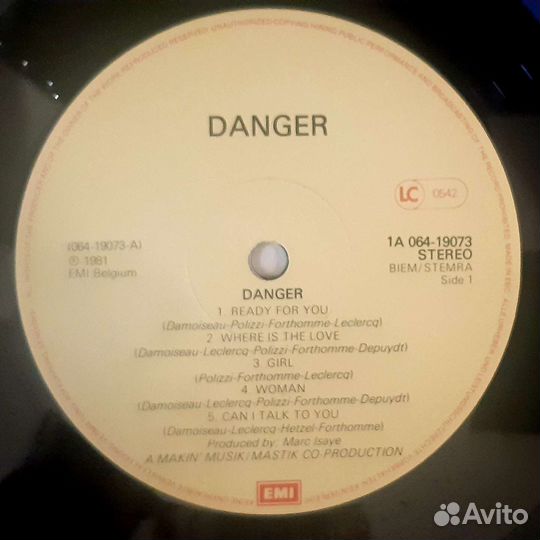 DANGER
LC 0542
(064-19073-A)
℗ 1981
EMI Belgium
1A 064-19073
STEREO
BIEM/STEMRA
Side 1
DANGER
1. READY FOR YOU
(Damoiseau-Polizzi-Forthomme-Leclercq)
2 WHERE IS THE LOVE
(Damoiseau-Leclercq-Polizzi-Forthomme-Depuydt)
3. GIRL
(Polizzi-Forthomme-Leclercq)
4 WOMAN
(Damoiseau-Leclercq-Polizzi-Forthomme-Depuydt)
5. CAN I TALK TO YOU
(Damoiseau-Leclercq-Hetzel-Forthomme)
Produced by: Marc Isaye
A MAKIN' MUSIK/MASTIK CO-PRODUCTION
EMI
Avito